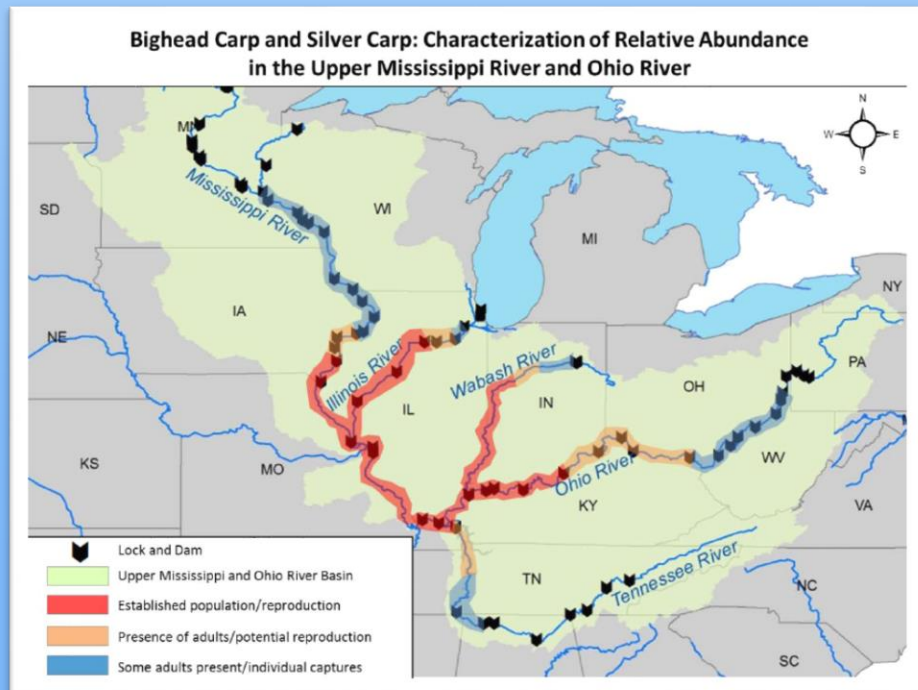 Bighead Carp and Silver Carp: Characterization of Relative Abundance
in the Upper Mississippi River and Ohio River
N
W
E
S
MN
Mississippi River
SD
WI
MI
NY
IA
NE
Illinois River
Wabash River
PA
OH
IL
IN
WV
KS
MO
Ohio River
KY
VA
TN
Tennessee River
NC
SC
Lock and Dam
Upper Mississippi and Ohio River Basin
Established population/reproduction
Presence of adults/potential reproduction
Some adults present/individual captures